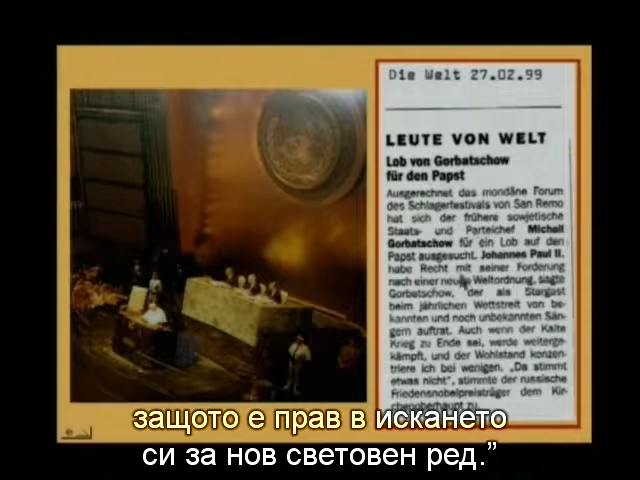 Die Welt 27.02.99
LEUTE VON WELT
Lob von Gorbatschow
für den Papst
Ausgerechnet das mondäne Forum
des Schlagerfestivals von San Remo
hat sich der frühere sowjetische
Staats- und Parteichef Michail
Gorbatschow für ein Lob auf den
Papst ausgesucht. Johannes Paul II.
habe Recht mit seiner Forderung
nach einer neuen Weltordnung, sagte
Gorbatschow, der als Stargast
beim jährlichen Wettstreit von be-
kannten und noch unbekannten Sän-
gern auftrat. Auch wenn der Kalte
Krieg zu Ende sei, werde weiterge-
kämpft, und der Wohlstand konzen-
triere ich bei wenigen. „Da stimmt
etwas nicht", stimmte der russische
Friedensnobelpreisträger dem Kir-
chenoberhaupt zu.
защото е прав в искането
си за нов световен ред.”